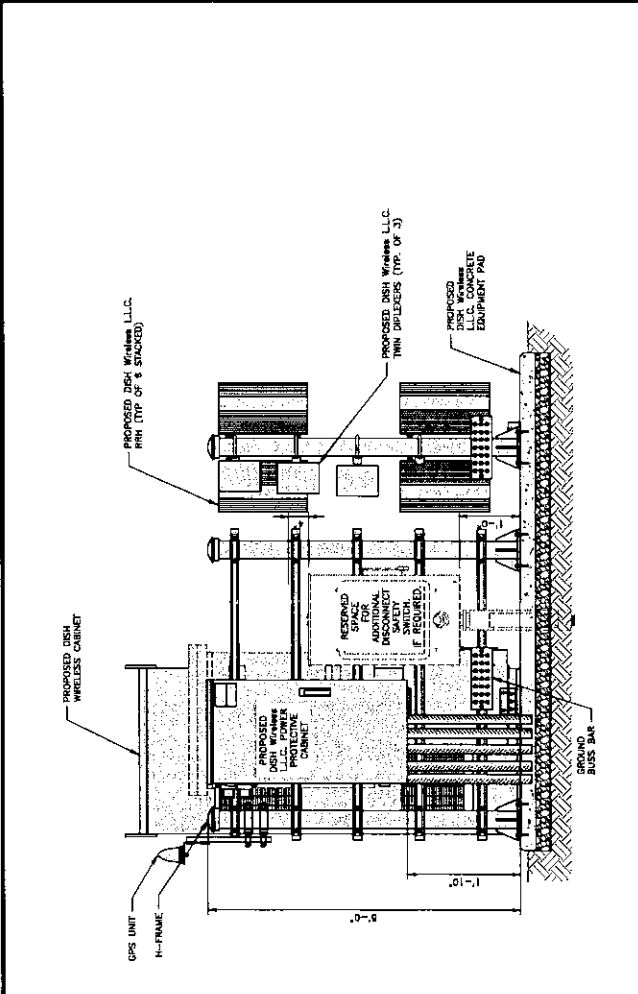 PROPOSED DISH
WIRELESS CABINET
GPS UNIT
H-FRAME
PROPOSED DISH Wireless L.L.C.
RRH (TYP OF 6 STACKED)
PROPOSED DISH Wireless L.L.C.
TWIN DIPLEXERS (TYP. OF 3)
PROPOSED
DISH Wireless
L.L.C. CONCRETE
EQUIPMENT PAD
PROPOSED
DISH Wireless
L.L.C. POWER
PROTECTIVE
CABINET
RESERVED
SPACE
FOR
ADDITIONAL
DISCONNECT
SAFETY
SWITCH.
IF REQUIRED.
GROUND
BUSS BAR
1'-10"
1'-0"